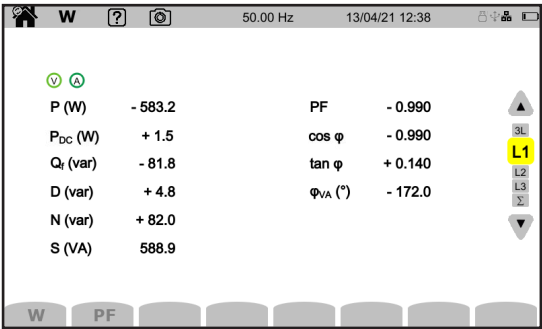 W ? 50.00 Hz 13/04/21 12:38
V A
P (W) - 583.2 PF - 0.990
PDC (W) + 1.5 cos φ - 0.990
Qf (var) - 81.8 tan φ + 0.140
D (var) + 4.8 φVA (°) - 172.0
N (var) + 82.0
S (VA) 588.9
3L
L1
L2
L3
Σ
W PF